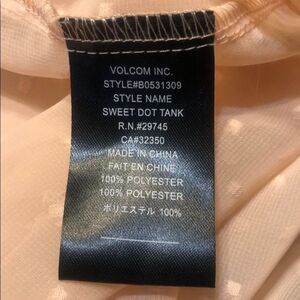 VOLCOM INC.
STYLE#B0531309
STYLE NAME
SWEET DOT TANK
R.N.#29745
CA#32350
MADE IN CHINA
FAIT EN CHINE
100% POLYESTER
100% POLYESTER
ポリエステル 100%